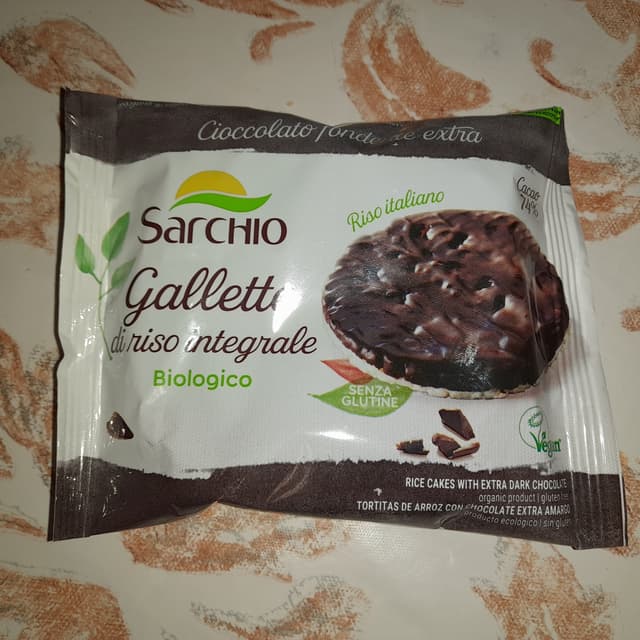 Cioccolato fondente extra
Sarchio
Riso italiano
Cacao
74%
Gallette
di riso integrale
Biologico
SENZA
GLUTINE
Vegan
RICE CAKES WITH EXTRA DARK CHOCOLATE
organic product | gluten free
TORTITAS DE ARROZ CON CHOCOLATE EXTRA AMARGO
producto ecológico | sin gluten